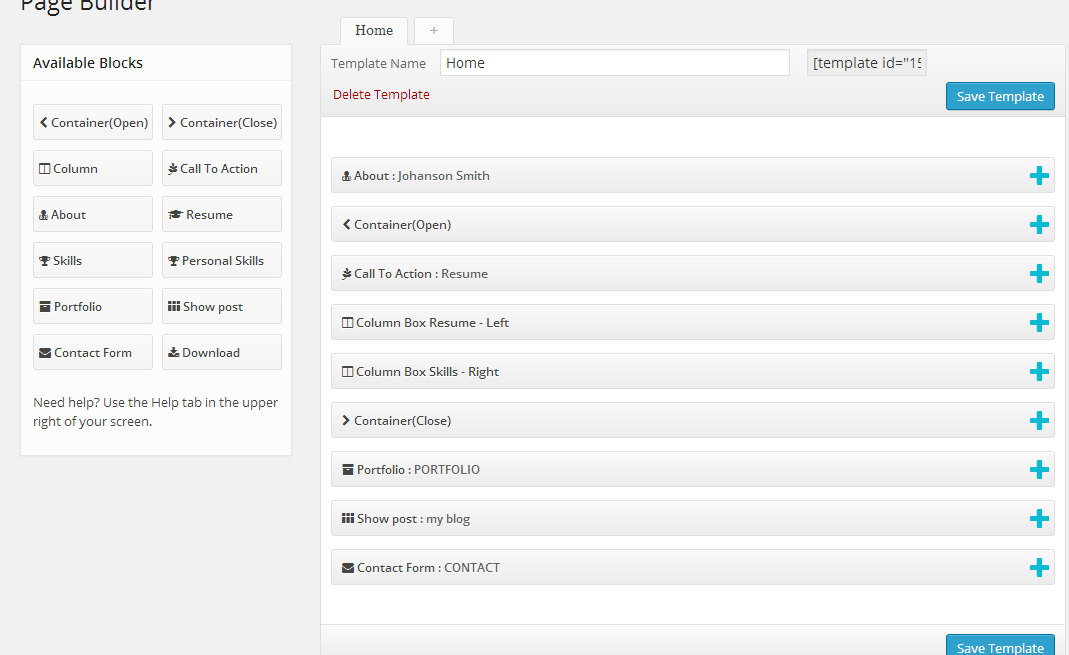 Page Builder
Home
+
Available Blocks
Template Name
Home
[template id="15
Delete Template
Save Template
Container(Open)
Container(Close)
Column
Call To Action
About
Resume
Skills
Personal Skills
Portfolio
Show post
Contact Form
Download
Need help? Use the Help tab in the upper
right of your screen.
About : Johanson Smith
Container(Open)
Call To Action : Resume
Column Box Resume - Left
Column Box Skills - Right
Container(Close)
Portfolio : PORTFOLIO
Show post : my blog
Contact Form : CONTACT
Save Template